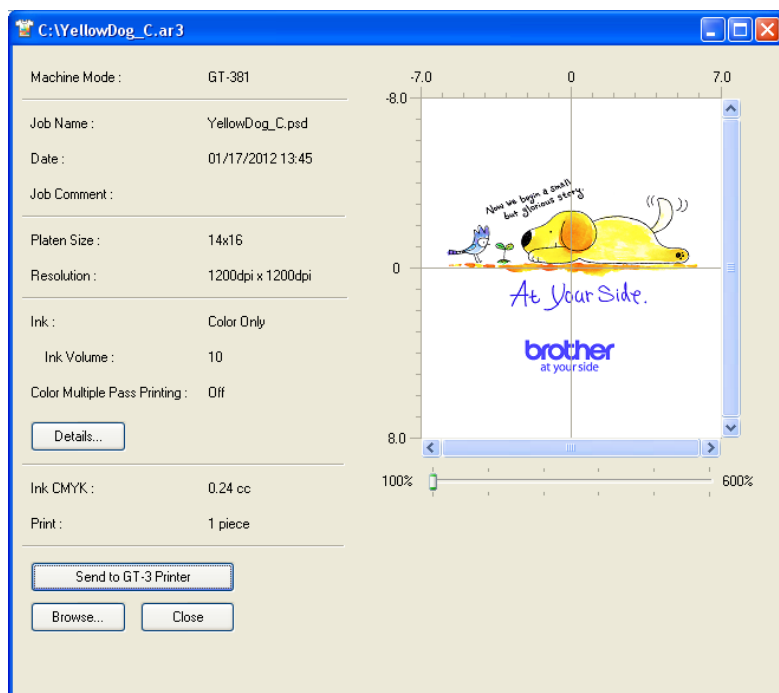 C:\YellowDog_C.ar3
Machine Mode : GT-381
Job Name : YellowDog_C.psd
Date : 01/17/2012 13:45
Job Comment :
Platen Size : 14x16
Resolution : 1200dpi x 1200dpi
Ink : Color Only
Ink Volume : 10
Color Multiple Pass Printing : Off
Details...
Ink CMYK : 0.24 cc
Print : 1 piece
Send to GT-3 Printer
Browse... Close
-7.0 0 7.0
-8.0
Now we begin a small
but glorious story.
0
At Your Side.
brother
at your side
8.0
100% 600%